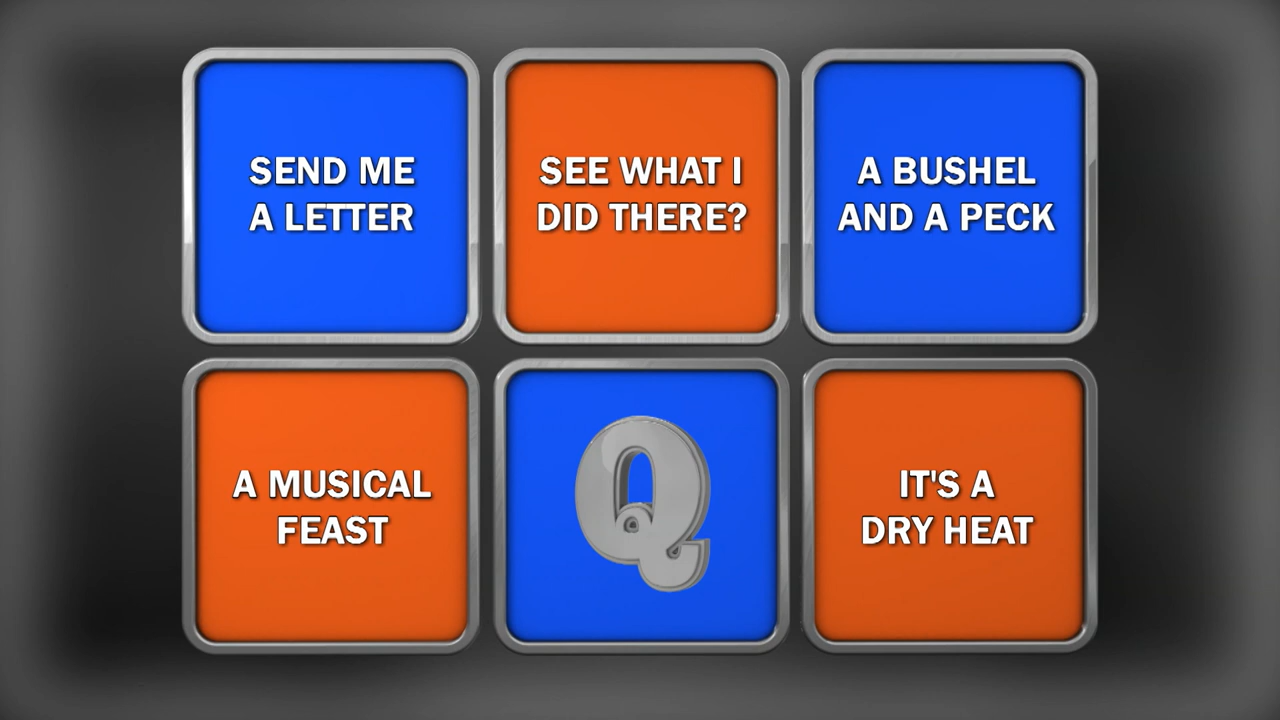 SEND ME
A LETTER
SEE WHAT I
DID THERE?
A BUSHEL
AND A PECK
A MUSICAL
FEAST
Q
IT'S A
DRY HEAT